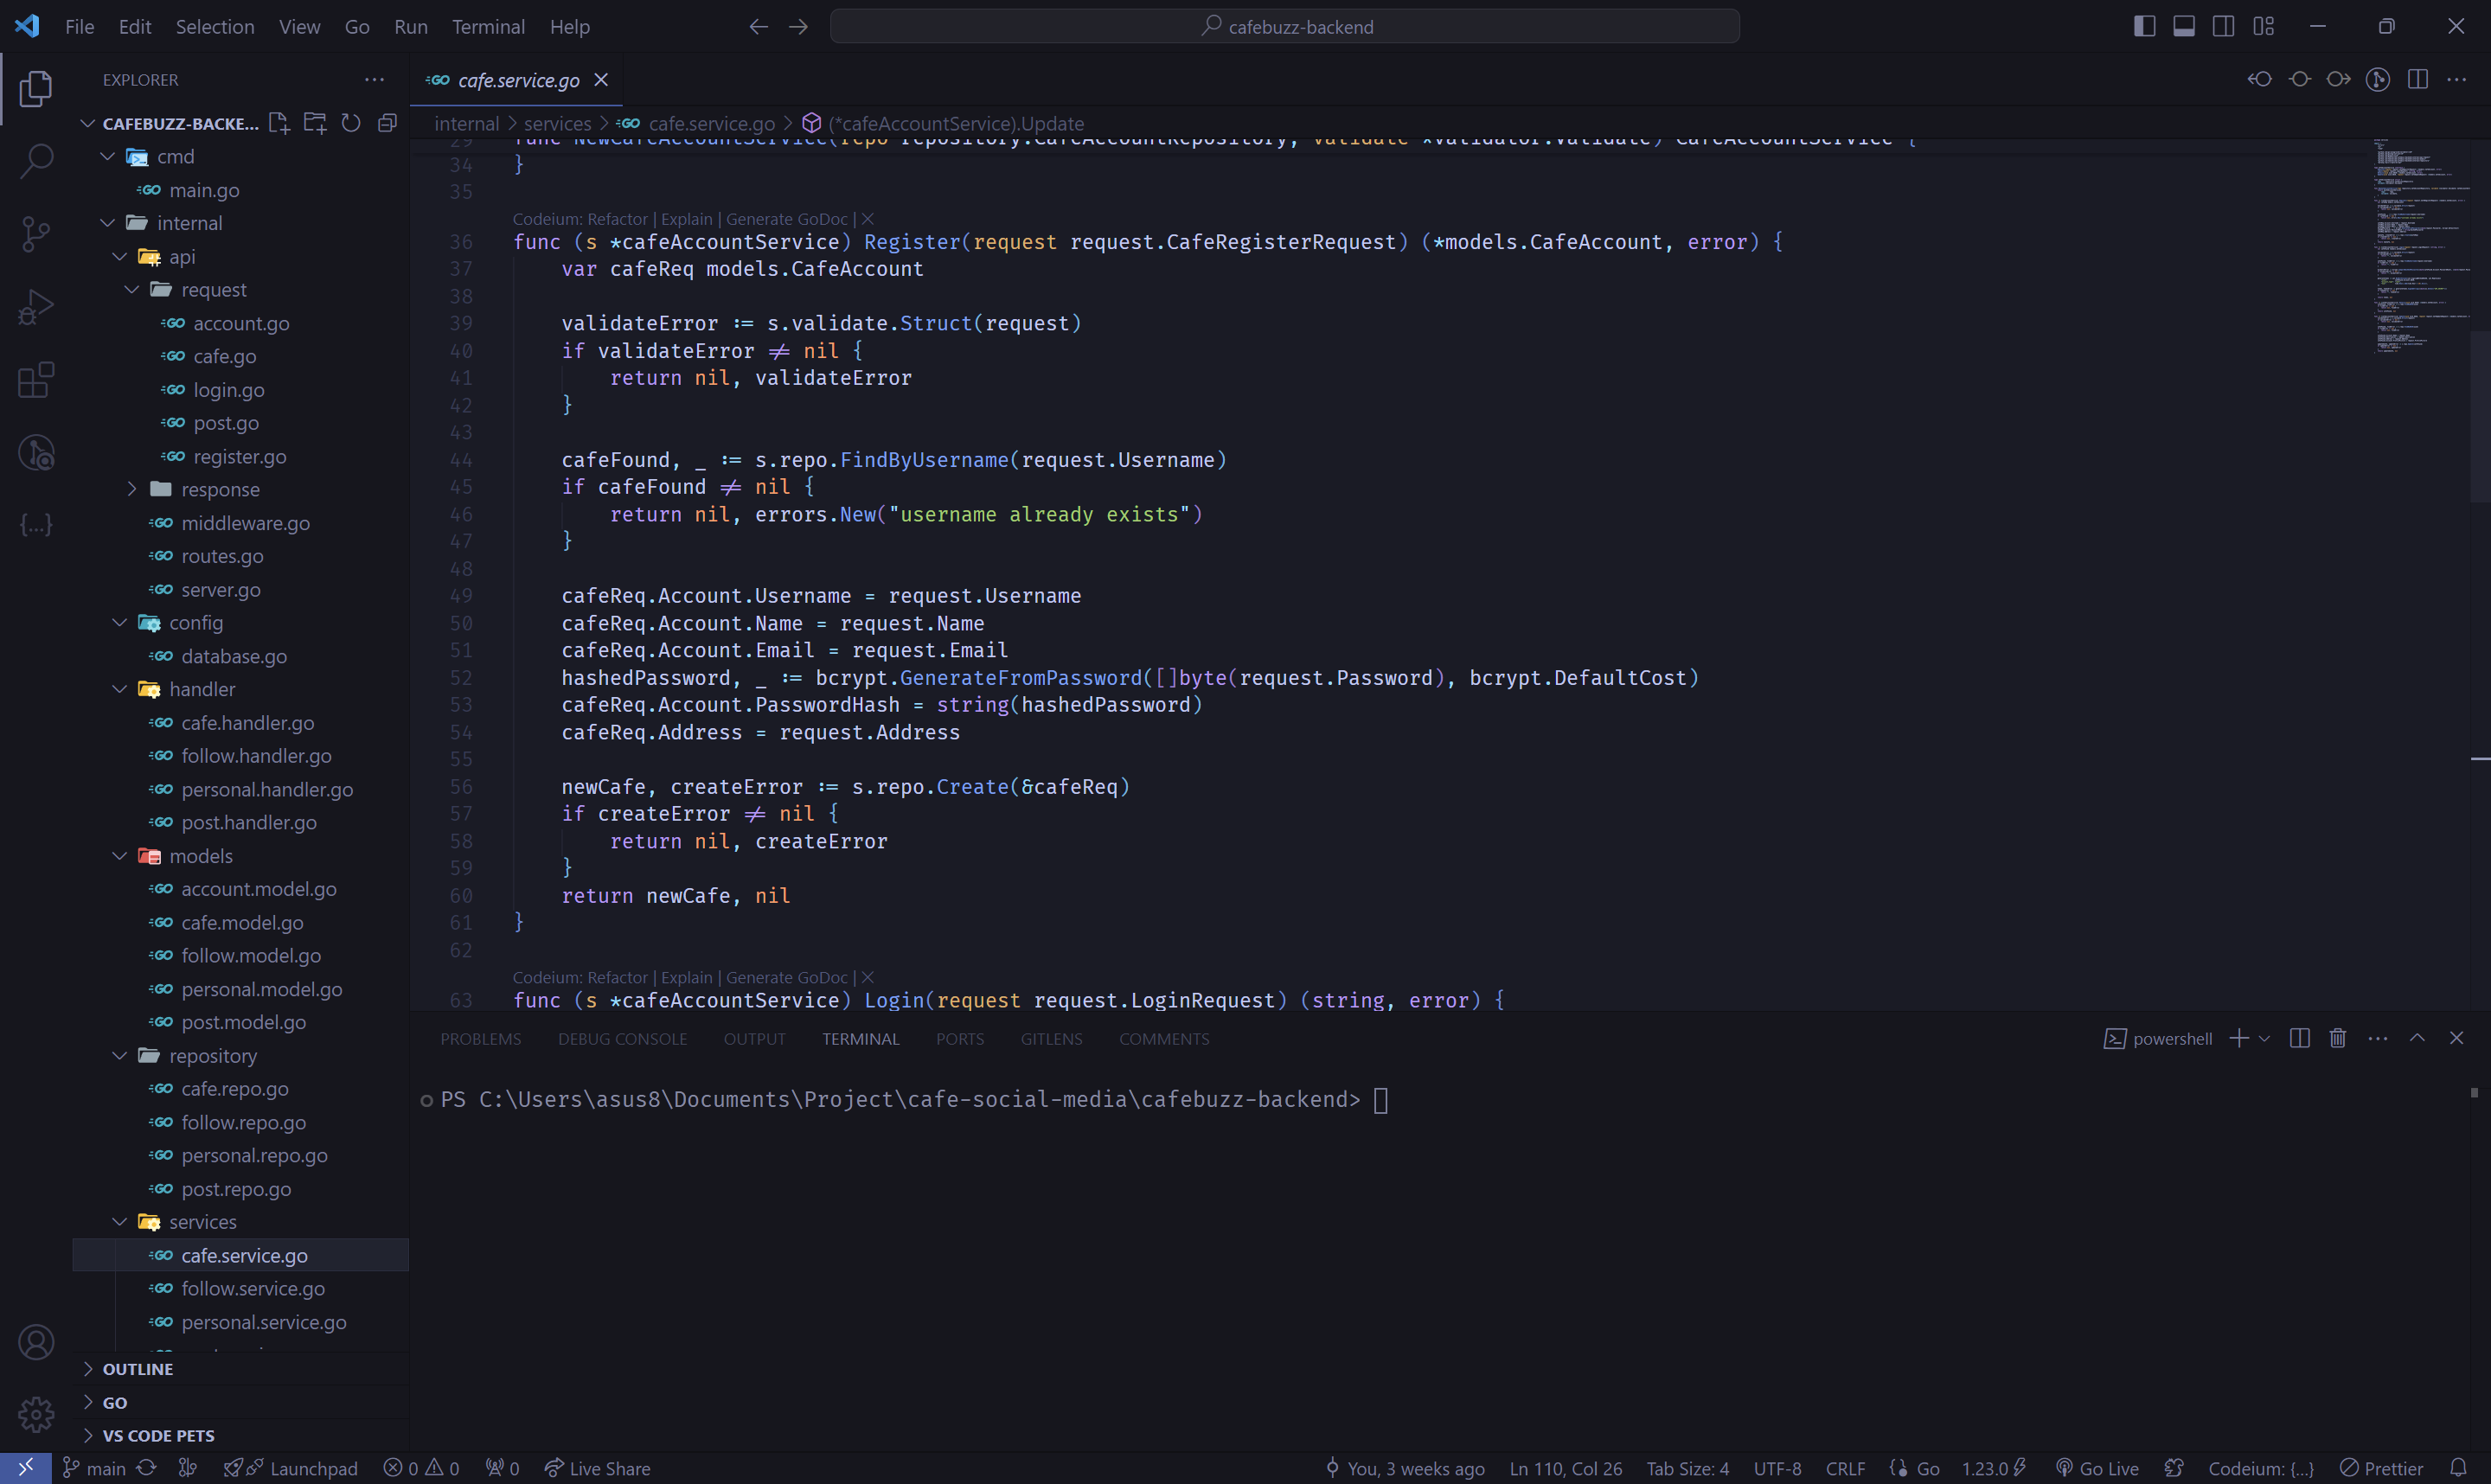 File Edit Selection View Go Run Terminal Help
cafebuzz-backend
EXPLORER
CAFEBUZZ-BACKE...
cmd
main.go
internal
api
request
account.go
cafe.go
login.go
post.go
register.go
response
middleware.go
routes.go
server.go
config
database.go
handler
cafe.handler.go
follow.handler.go
personal.handler.go
post.handler.go
models
account.model.go
cafe.model.go
follow.model.go
personal.model.go
post.model.go
repository
cafe.repo.go
follow.repo.go
personal.repo.go
post.repo.go
services
cafe.service.go
follow.service.go
personal.service.go
OUTLINE
GO
VS CODE PETS
cafe.service.go
internal > services > cafe.service.go > (*cafeAccountService).Update
29 func NewCafeAccountService(repo repository.CafeAccountRepository, validate *validator.Validate) CafeAccountService {
34 }
35
Codeium: Refactor | Explain | Generate GoDoc | X
36 func (s *cafeAccountService) Register(request request.CafeRegisterRequest) (*models.CafeAccount, error) {
37 var cafeReq models.CafeAccount
38
39 validateError := s.validate.Struct(request)
40 if validateError ≠ nil {
41 return nil, validateError
42 }
43
44 cafeFound, _ := s.repo.FindByUsername(request.Username)
45 if cafeFound ≠ nil {
46 return nil, errors.New("username already exists")
47 }
48
49 cafeReq.Account.Username = request.Username
50 cafeReq.Account.Name = request.Name
51 cafeReq.Account.Email = request.Email
52 hashedPassword, _ := bcrypt.GenerateFromPassword([]byte(request.Password), bcrypt.DefaultCost)
53 cafeReq.Account.PasswordHash = string(hashedPassword)
54 cafeReq.Address = request.Address
55
56 newCafe, createError := s.repo.Create(&cafeReq)
57 if createError ≠ nil {
58 return nil, createError
59 }
60 return newCafe, nil
61 }
62
Codeium: Refactor | Explain | Generate GoDoc | X
63 func (s *cafeAccountService) Login(request request.LoginRequest) (string, error) {
PROBLEMS DEBUG CONSOLE OUTPUT TERMINAL PORTS GITLENS COMMENTS
powershell
PS C:\Users\asus8\Documents\Project\cafe-social-media\cafebuzz-backend>
main Launchpad 0 0 0 Live Share You, 3 weeks ago Ln 110, Col 26 Tab Size: 4 UTF-8 CRLF Go 1.23.0 Go Live Codeium: {...} Prettier